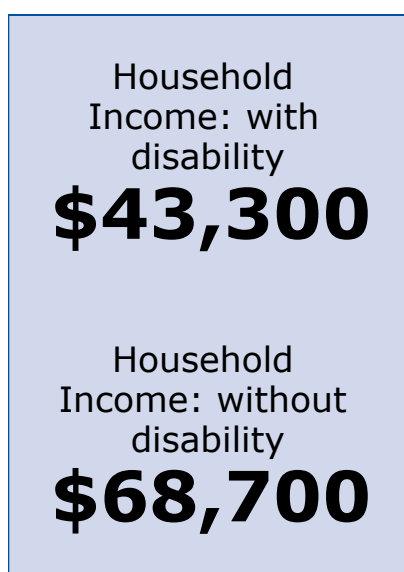 Household
Income: with
disability
$43,300
Household
Income: without
disability
$68,700